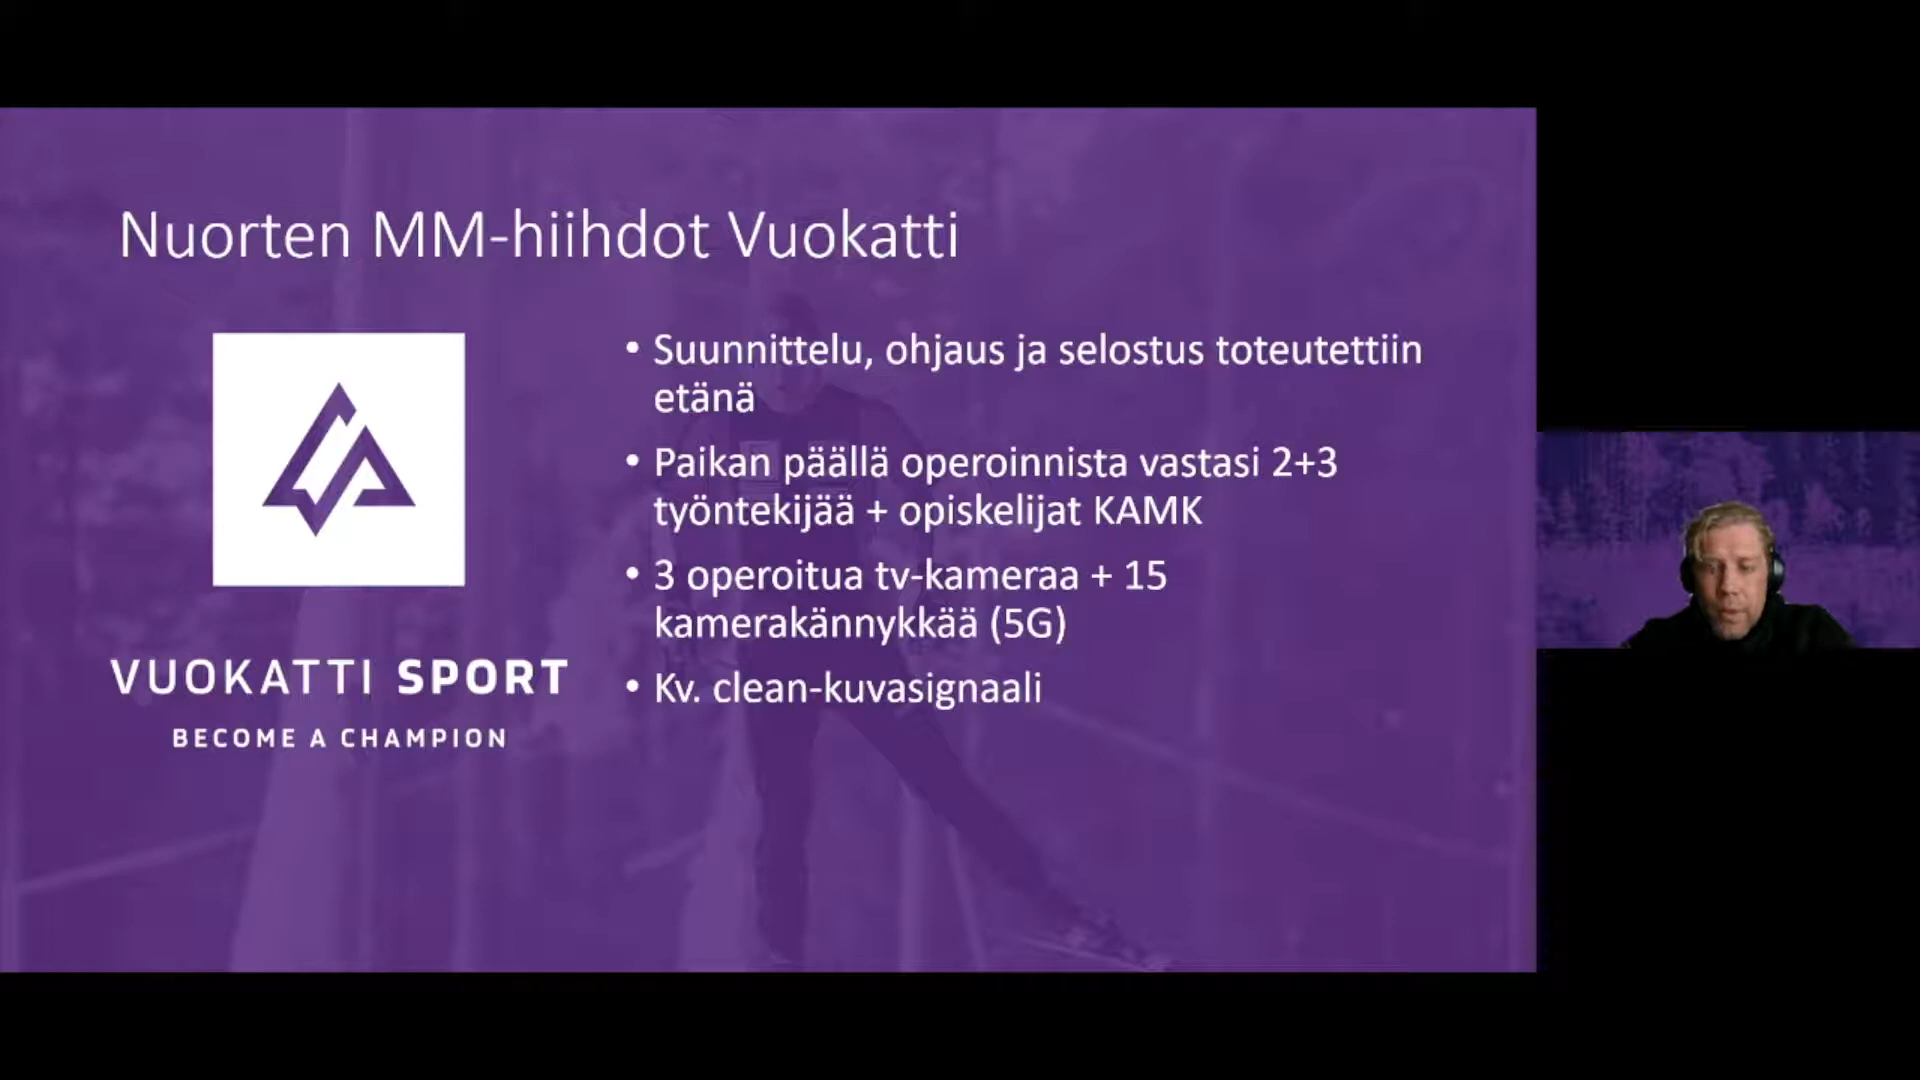 Nuorten MM-hiihdot Vuokatti
• Suunnittelu, ohjaus ja selostus toteutettiin
etänä
• Paikan päällä operoinnista vastasi 2+3
työntekijää + opiskelijat KAMK
• 3 operoitua tv-kameraa + 15
kamerakännykkää (5G)
• Kv. clean-kuvasignaali
VUOKATTI SPORT
BECOME A CHAMPION